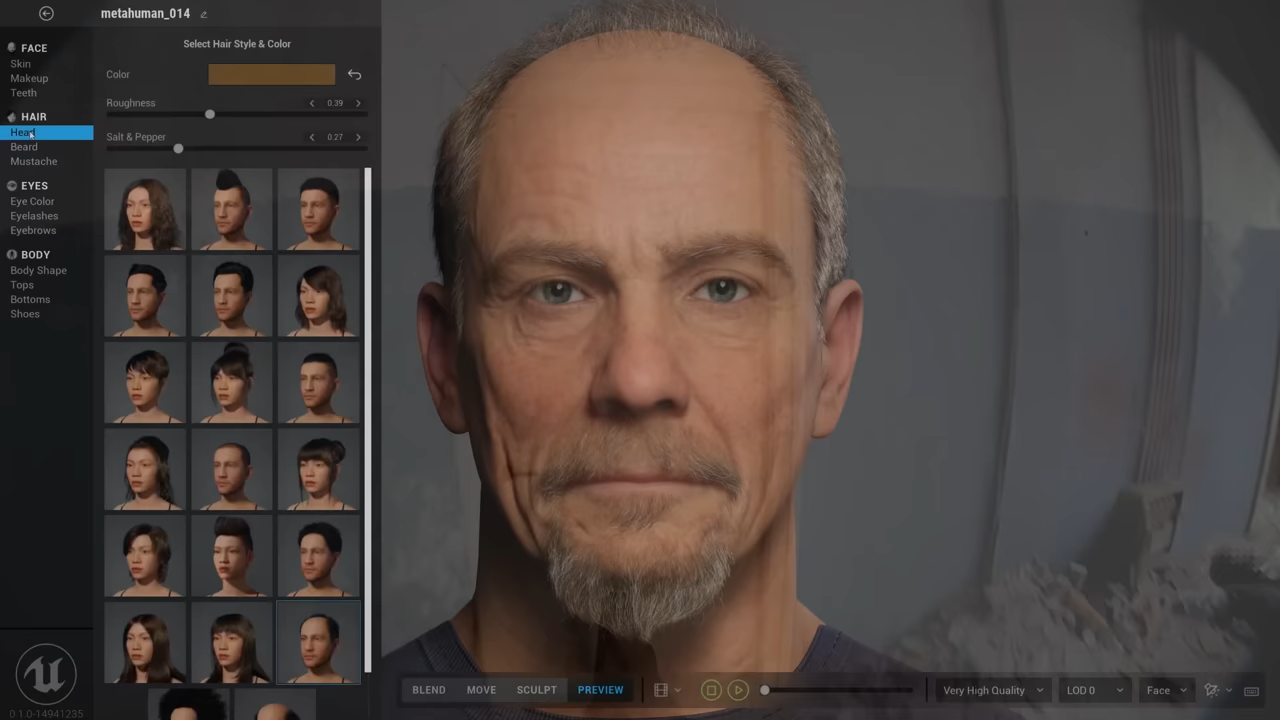 metahuman_014
Select Hair Style & Color
FACE
Skin
Makeup
Teeth
HAIR
Head
Beard
Mustache
EYES
Eye Color
Eyelashes
Eyebrows
BODY
Body Shape
Tops
Bottoms
Shoes
Color
Roughness
0.39
Salt & Pepper
0.27
BLEND
MOVE
SCULPT
PREVIEW
Very High Quality
LOD 0
Face
0.1.0-14941235